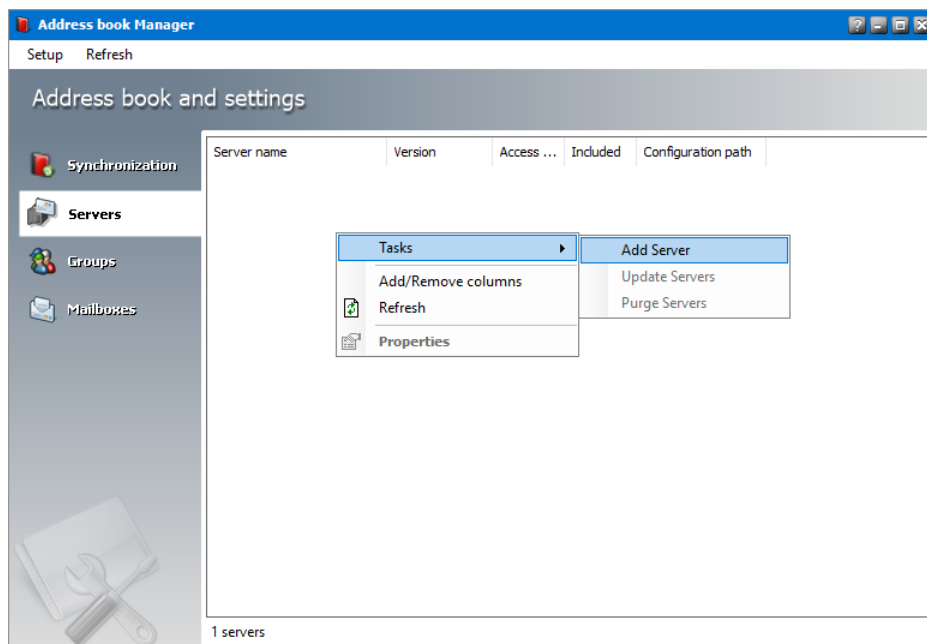 Address book Manager
Setup Refresh
Address book and settings
Synchronization
Servers
Groups
Mailboxes
Server name Version Access ... Included Configuration path
Tasks
Add/Remove columns
Refresh
Properties
Add Server
Update Servers
Purge Servers
1 servers